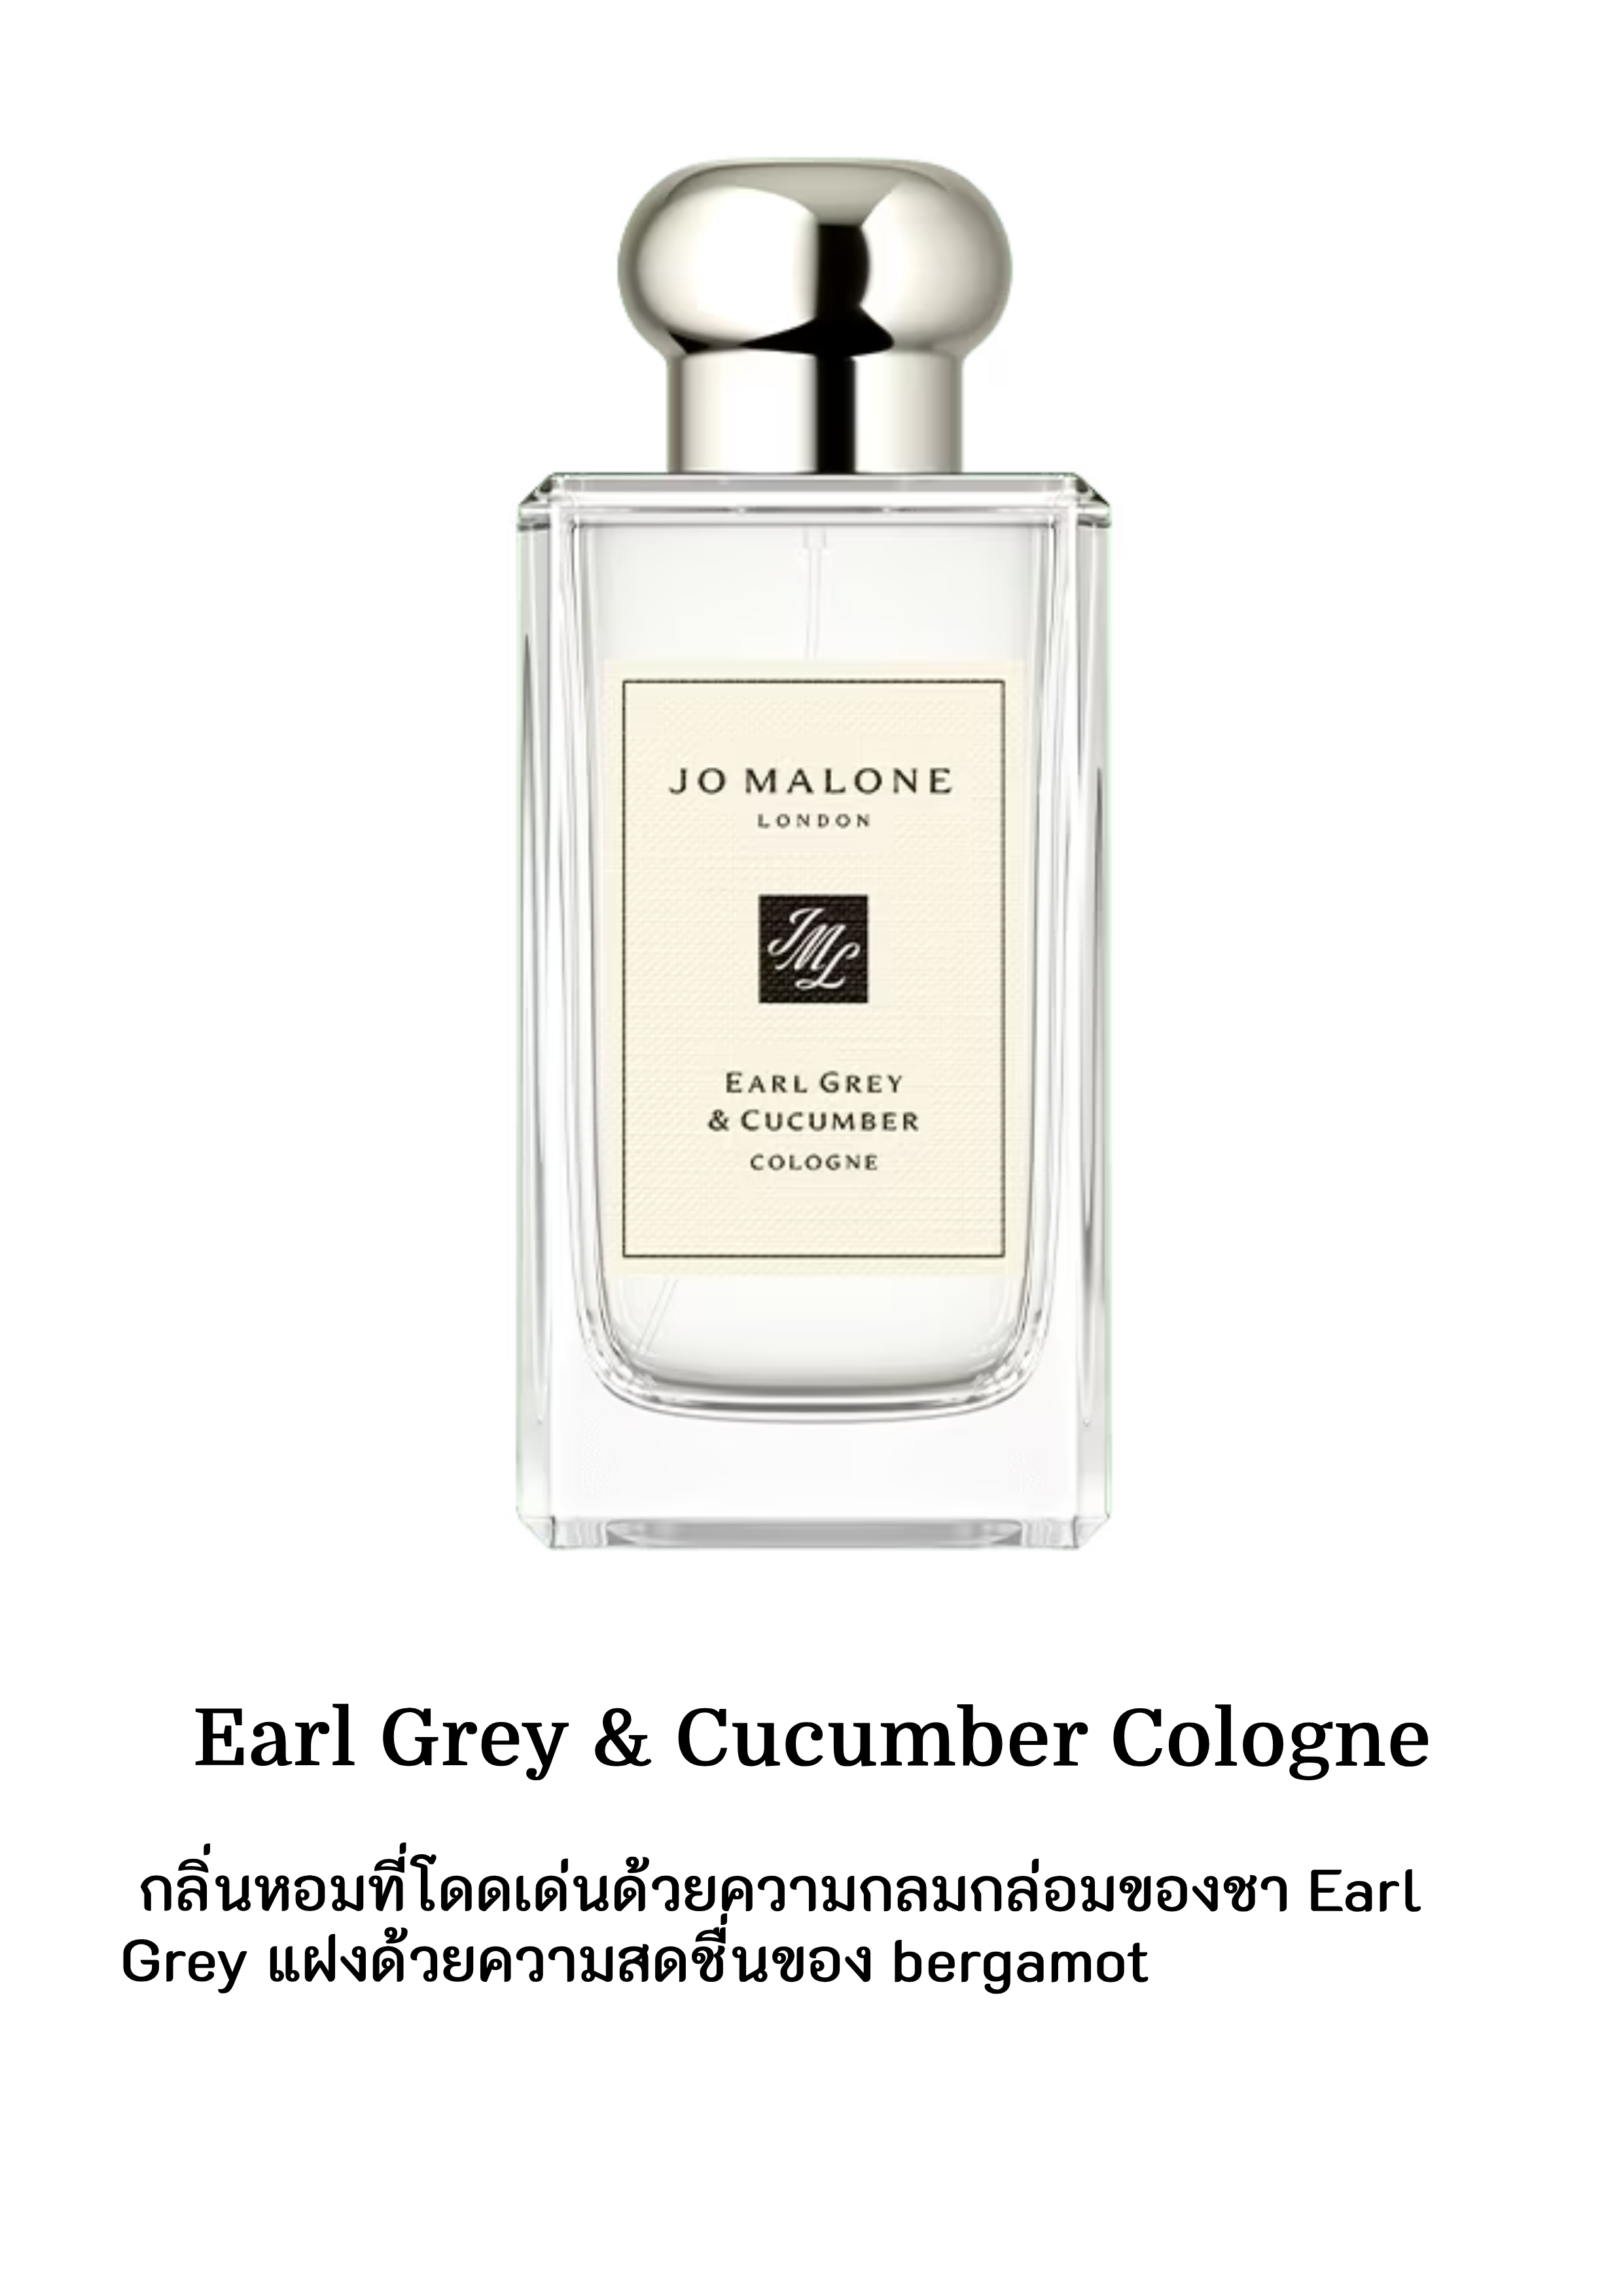 JO MALONE
LONDON
JML
EARL GREY
& CUCUMBER
COLOGNE
Earl Grey & Cucumber Cologne
กลิ่นหอมที่โดดเด่นด้วยความกลมกล่อมของชา Earl
Grey แฝงด้วยความสดชื่นของ bergamot